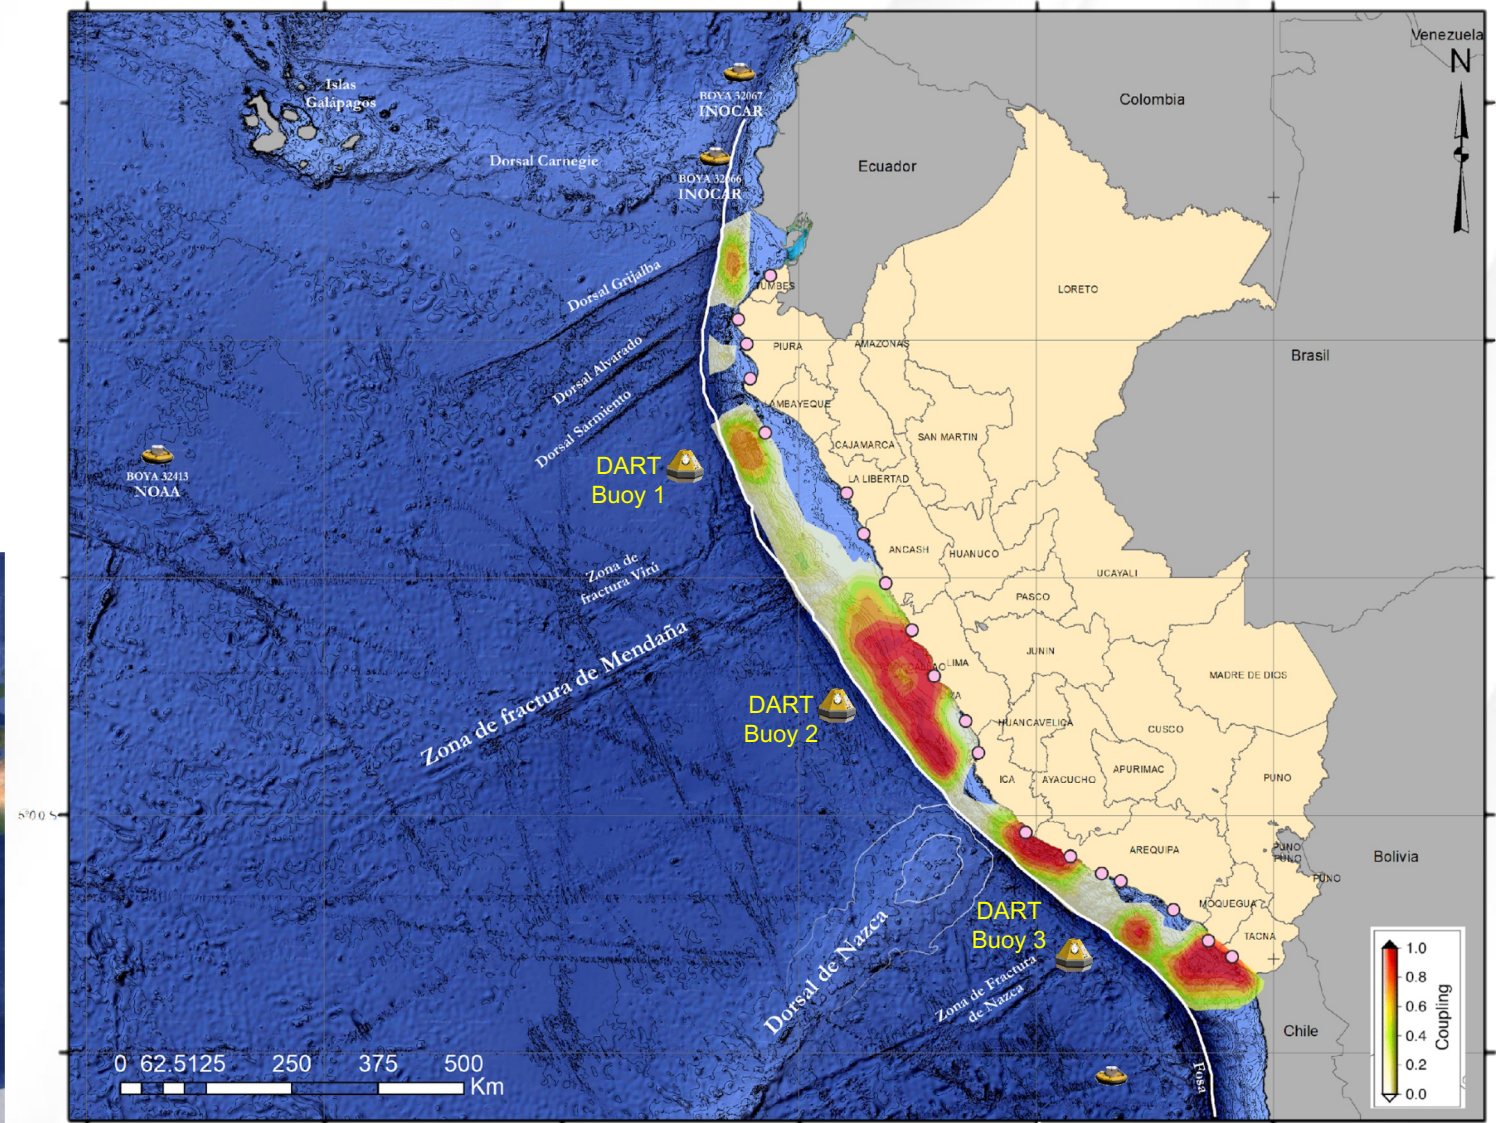 Venezuela
N
Islas
Galápagos
BOYA 32067
INOCAR
Colombia
Dorsal Carnegie
Ecuador
BOYA 32066
INOCAR
Dorsal Grijalba
TUMBES
LORETO
PIURA
AMAZONAS
Brasil
Dorsal Alvarado
LAMBAYEQUE
Dorsal Sarmiento
CAJAMARCA
SAN MARTIN
BOYA 32413
NOAA
DART
Buoy 1
LA LIBERTAD
ANCASH
HUANUCO
Zona de
fractura Virú
UCAYALI
PASCO
Zona de fractura de Mendaña
JUNIN
LIMA
MADRE DE DIOS
DART
Buoy 2
HUANCAVELICA
CUSCO
ICA
AYACUCHO
APURIMAC
PUNO
AREQUIPA
PUNO
PUNO
Bolivia
PUNO
DART
Buoy 3
MOQUEGUA
TACNA
Dorsal de Nazca
Zona de Fractura
de Nazca
Chile
Fosa
1.0
0.8
0.6
0.4
0.2
0.0
Coupling
0 62.5 125 250 375 500
Km